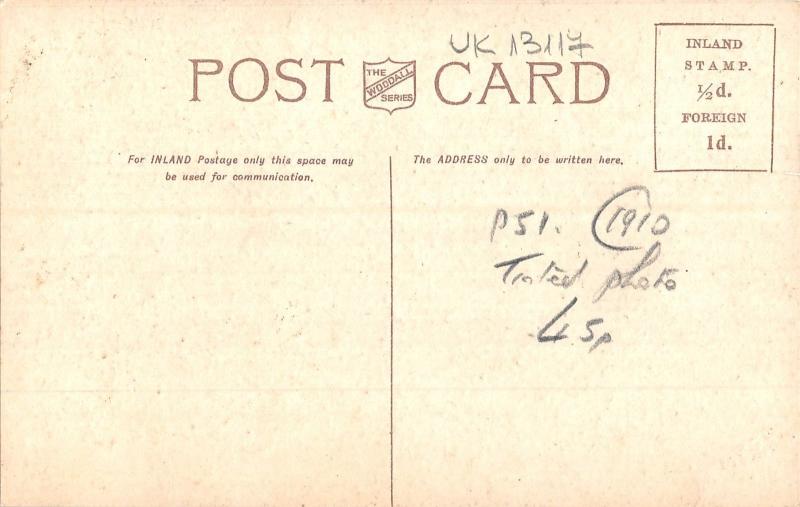 UK 13117
POST CARD
THE
WOODALL
SERIES
INLAND
STAMP.
½d.
FOREIGN
1d.
For INLAND Postage only this space may
be used for communication.
The ADDRESS only to be written here.
P51. C1910
Tinted photo
45p